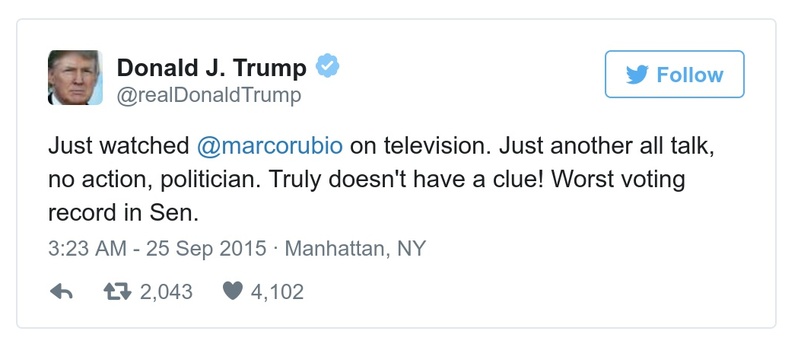 Donald J. Trump
@realDonaldTrump
Follow
Just watched @marcorubio on television. Just another all talk,
no action, politician. Truly doesn't have a clue! Worst voting
record in Sen.
3:23 AM - 25 Sep 2015 · Manhattan, NY
2,043 4,102